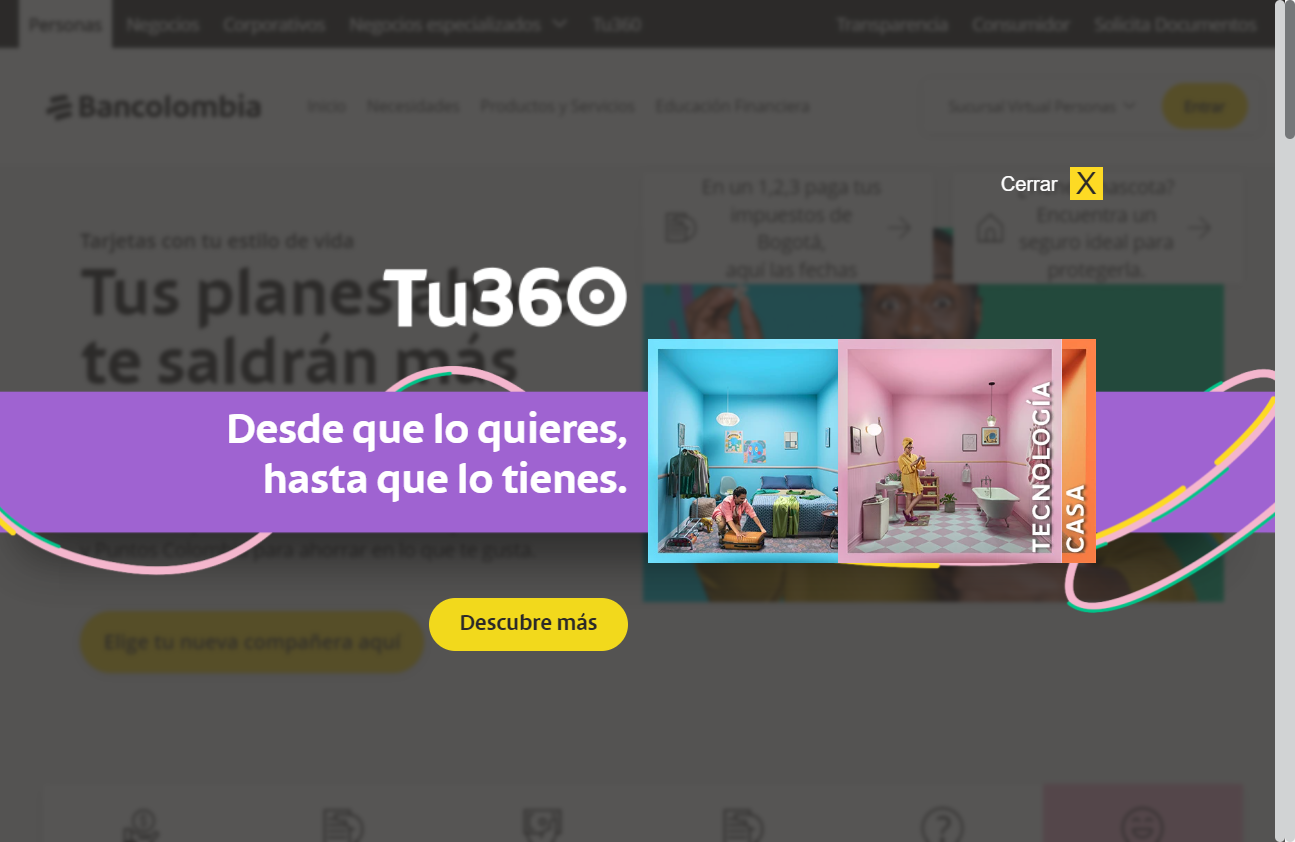 Personas Negocios Corporativos Negocios especializados Tu360 Transparencia Consumidor Solicita Documentos
Bancolombia Inicio Necesidades Productos y Servicios Educación Financiera Sucursal Virtual Personas Entrar
Cerrar X
En un 1,2,3 paga tus
impuestos de
Bogotá,
aquí las fechas
mascota?
Encuentra un
seguro ideal para
protegerla.
Tarjetas con tu estilo de vida
Tus planes
te saldrán más
Tu360
Desde que lo quieres,
hasta que lo tienes.
TECNOLOGÍA
CASA
Puntos Colombia para ahorrar en lo que te gusta.
Descubre más
Elige tu nueva compañera aquí